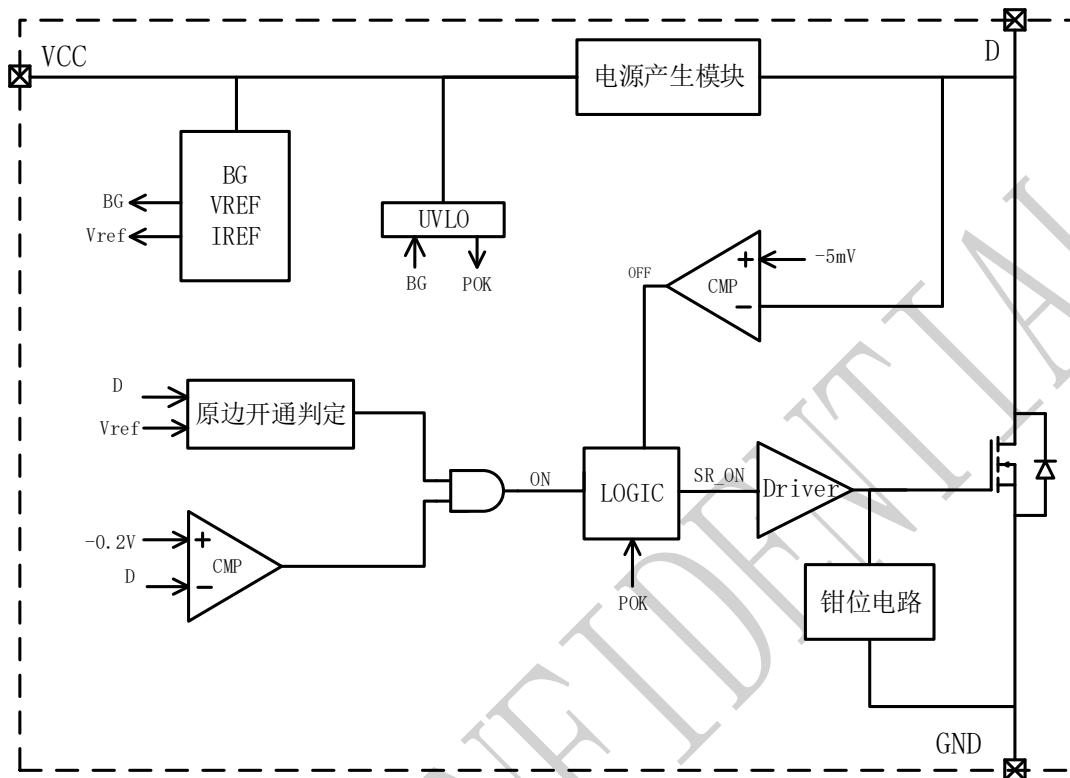 VCC
D
电源产生模块
BG
VREF
IREF
BG
Vref
UVLO
BG
POK
OFF
+
CMP
-
-5mV
D
Vref
原边开通判定
ON
LOGIC
SR_ON
Driver
-0.2V
D
+
CMP
-
POK
钳位电路
GND
NFIDENTIA